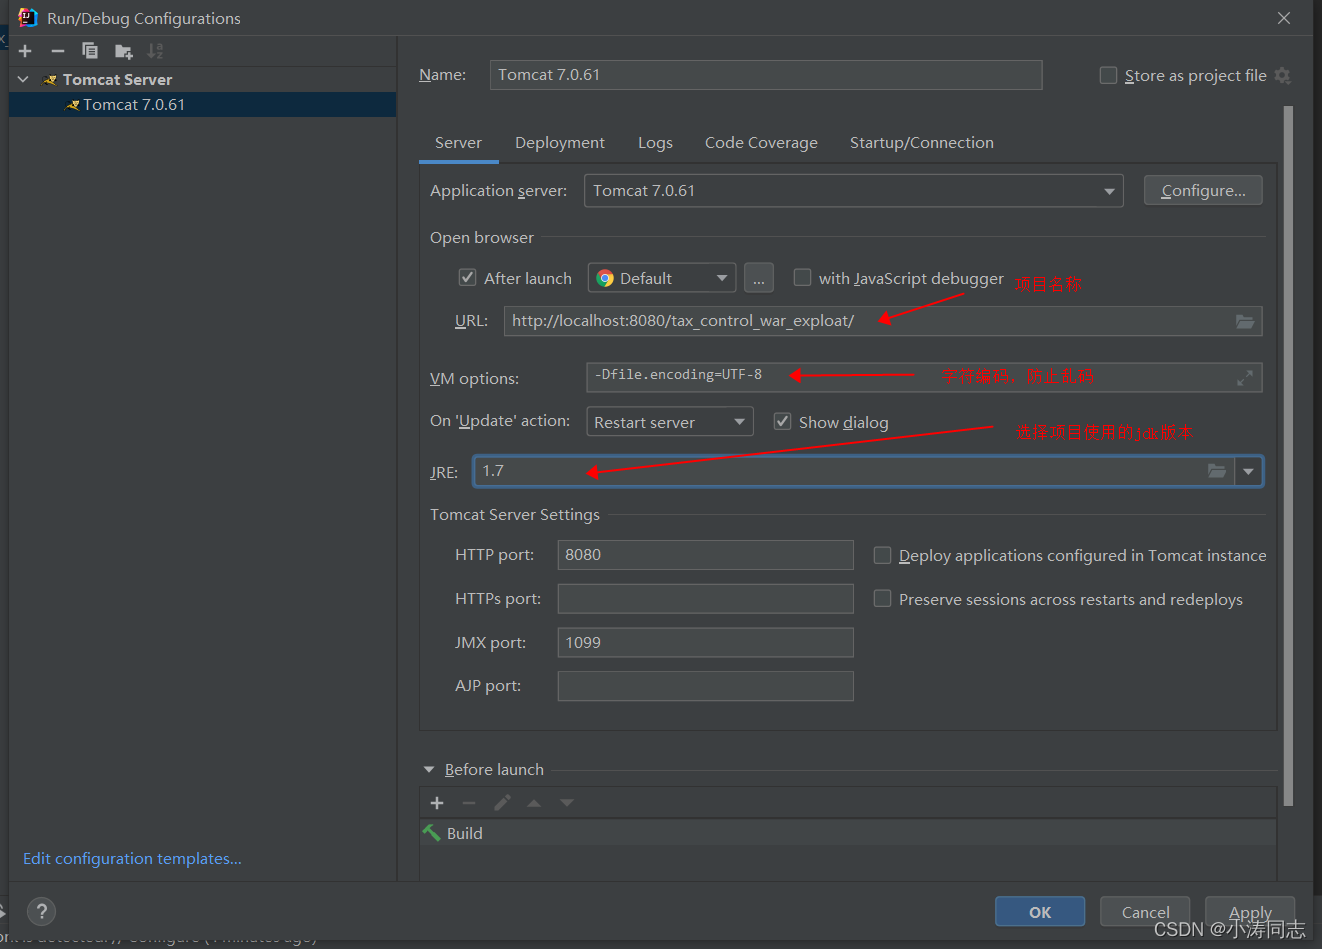 Run/Debug Configurations
Tomcat Server
Tomcat 7.0.61
Name: Tomcat 7.0.61 Store as project file
Server Deployment Logs Code Coverage Startup/Connection
Application server: Tomcat 7.0.61 Configure...
Open browser
After launch Default ... with JavaScript debugger 项目名称
URL: http://localhost:8080/tax_control_war_exploat/
VM options: -Dfile.encoding=UTF-8 防止乱码
On 'Update' action: Restart server Show dialog
选择项目使用的jdk版本
JRE: 1.7
Tomcat Server Settings
HTTP port: 8080 Deploy applications configured in Tomcat instance
HTTPs port: Preserve sessions across restarts and redeploys
JMX port: 1099
AJP port:
Before launch
Build
Edit configuration templates...
? OK Cancel Apply
CSDN @小涛同志